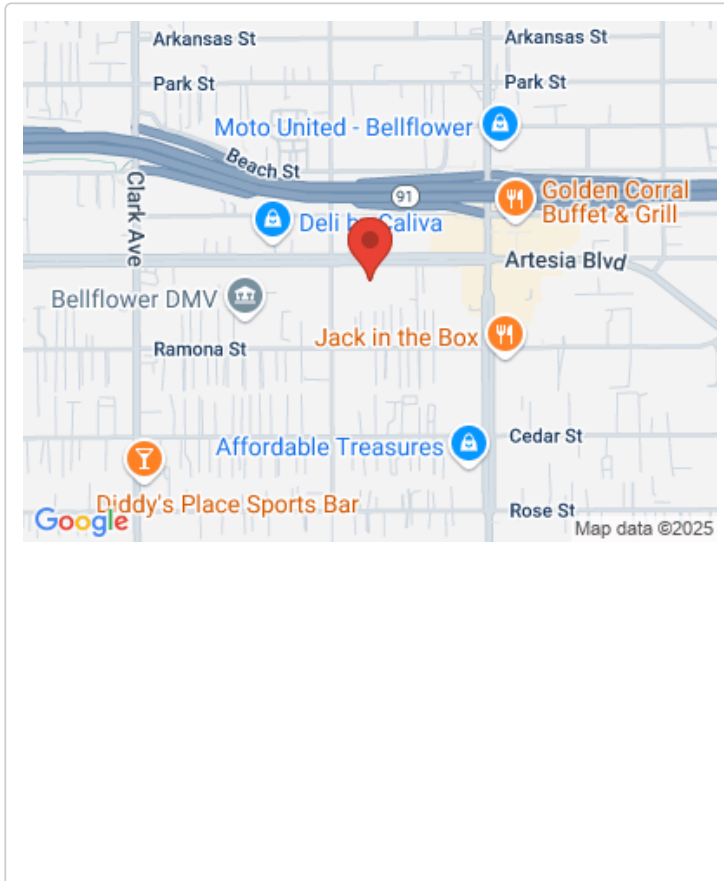 Arkansas St
Arkansas St
Park St
Park St
Moto United - Bellflower
Beach St
91
Golden Corral
Buffet & Grill
Clark Ave
Deli by Caliva
Artesia Blvd
Bellflower DMV
Jack in the Box
Ramona St
Cedar St
Affordable Treasures
Diddy's Place Sports Bar
Rose St
Google
Map data ©2025